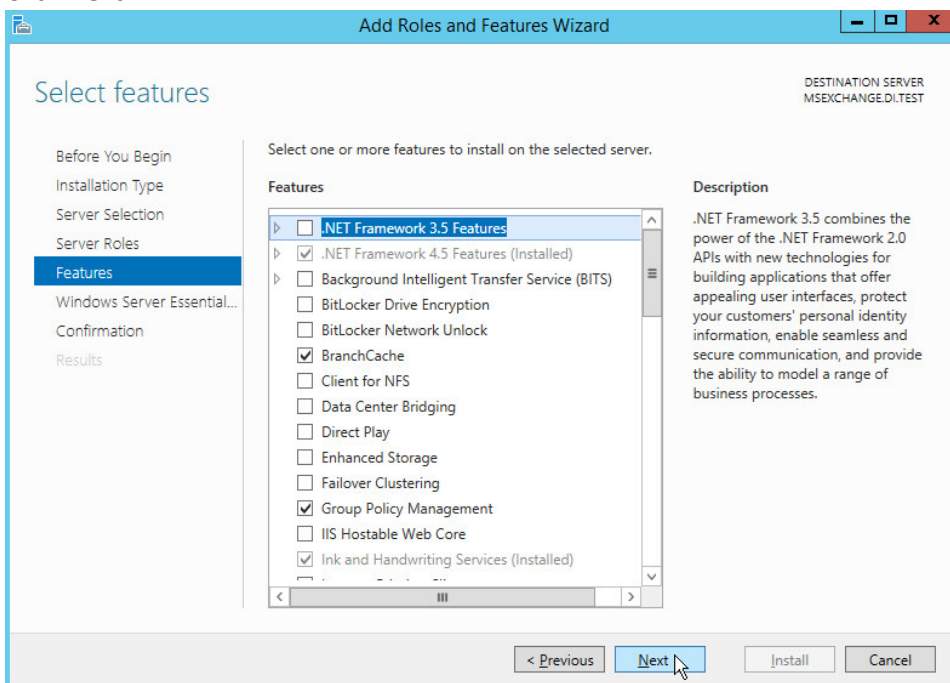 Add Roles and Features Wizard
Select features
DESTINATION SERVER
MSEXCHANGE.DI.TEST
Before You Begin
Installation Type
Server Selection
Server Roles
Features
Windows Server Essential...
Confirmation
Results
Select one or more features to install on the selected server.
Features
.NET Framework 3.5 Features
.NET Framework 4.5 Features (Installed)
Background Intelligent Transfer Service (BITS)
BitLocker Drive Encryption
BitLocker Network Unlock
BranchCache
Client for NFS
Data Center Bridging
Direct Play
Enhanced Storage
Failover Clustering
Group Policy Management
IIS Hostable Web Core
Ink and Handwriting Services (Installed)
Description
.NET Framework 3.5 combines the
power of the .NET Framework 2.0
APIs with new technologies for
building applications that offer
appealing user interfaces, protect
your customers' personal identity
information, enable seamless and
secure communication, and provide
the ability to model a range of
business processes.
< Previous
Next
Install
Cancel